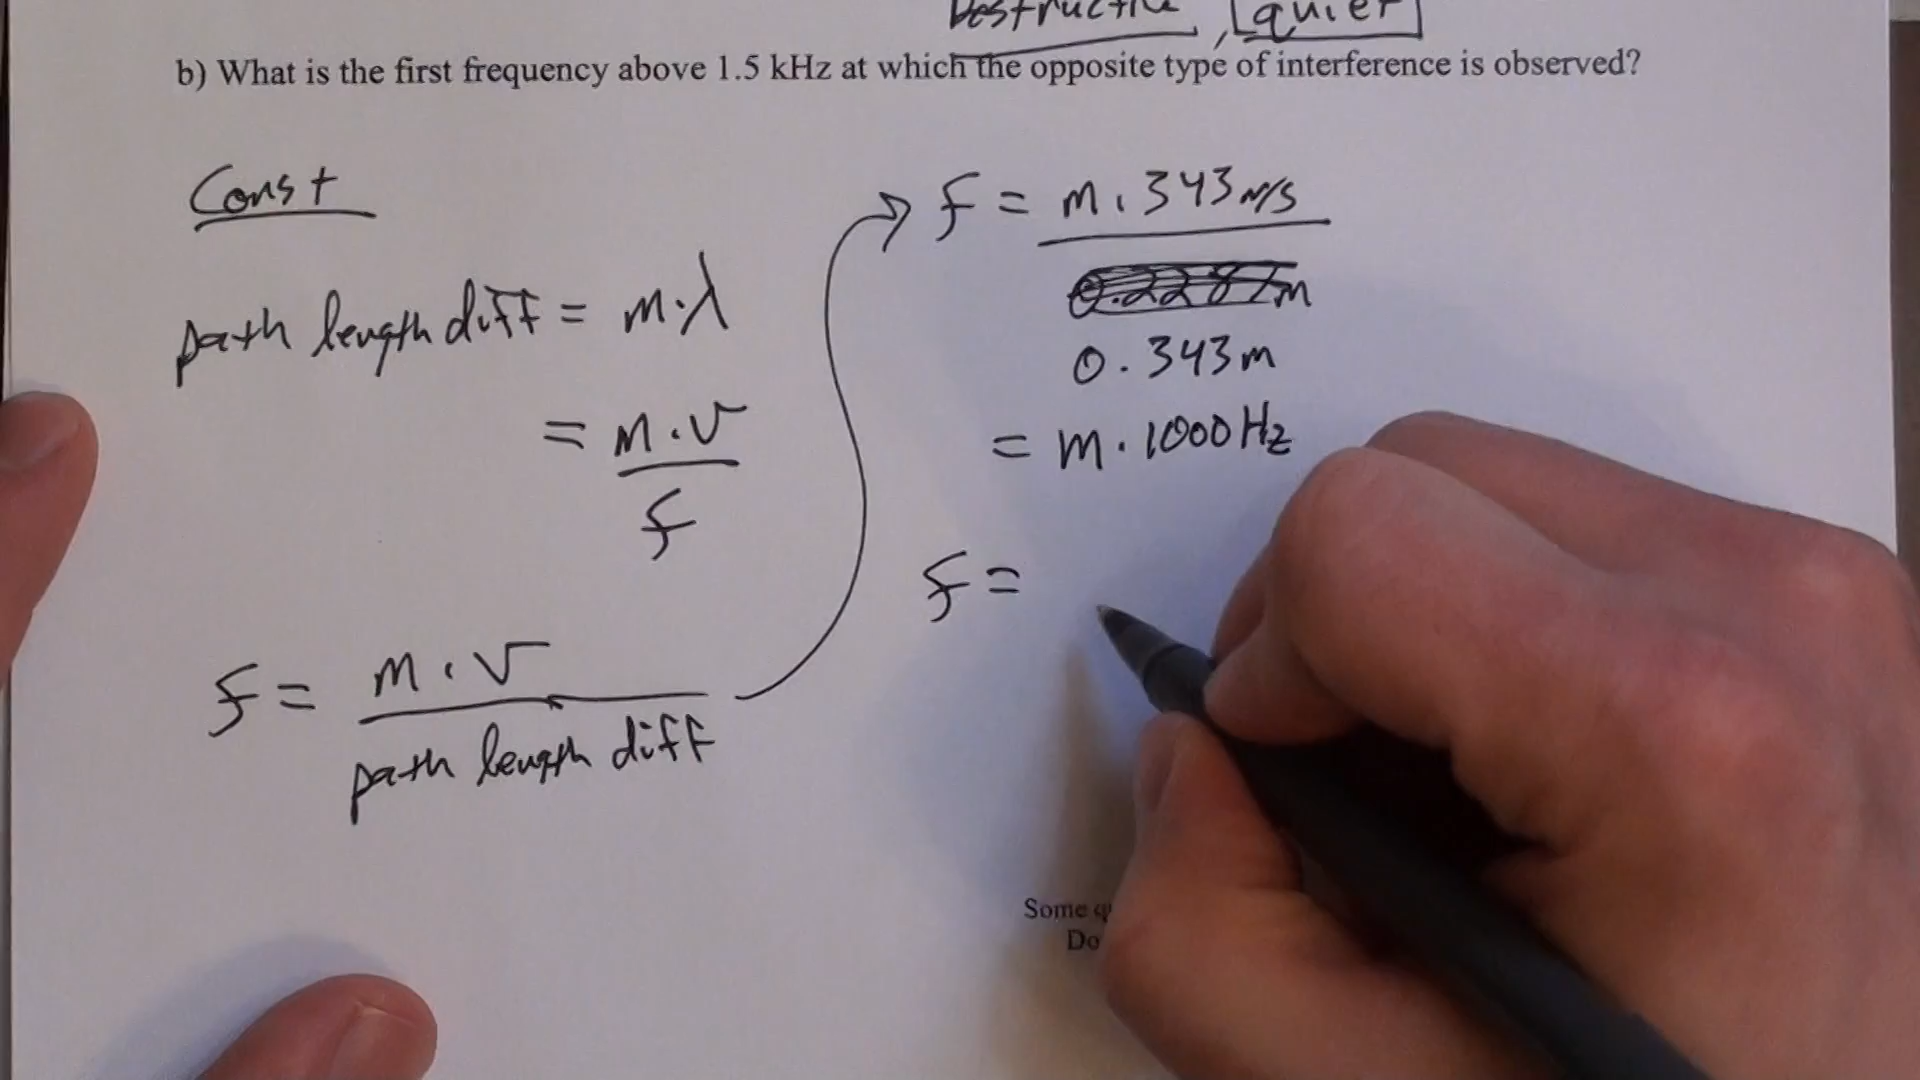 Destructive, quiet
b) What is the first frequency above 1.5 kHz at which the opposite type of interference is observed?
Const
path length diff = m·λ
= m·v
f
f = m·v
path length diff
f = m·343 m/s
0.2287m
0.343m
= m·1000 Hz
f =
Some
Do